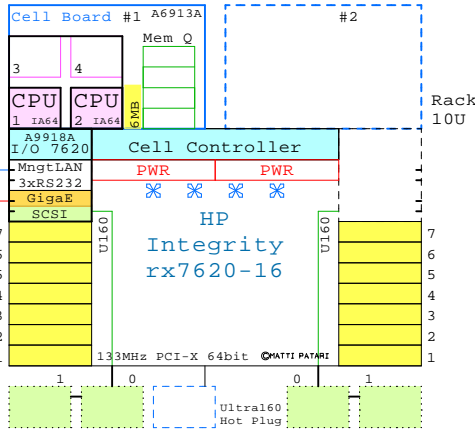 Cell Board #1 A6913A
#2
Mem Q
3 4
CPU CPU
1 IA64 2 IA64
6MB
Rack
10U
A9918A
I/O 7620
Cell Controller
MngtLAN
3xRS232
GigaE
SCSI
PWR PWR
U160
U160
HP
Integrity
rx7620-16
7
6
5
4
3
2
1
7
6
5
4
3
2
1
133MHz PCI-X 64bit ©MATTI PATARI
1 0 0 1
Ultra160
Hot Plug